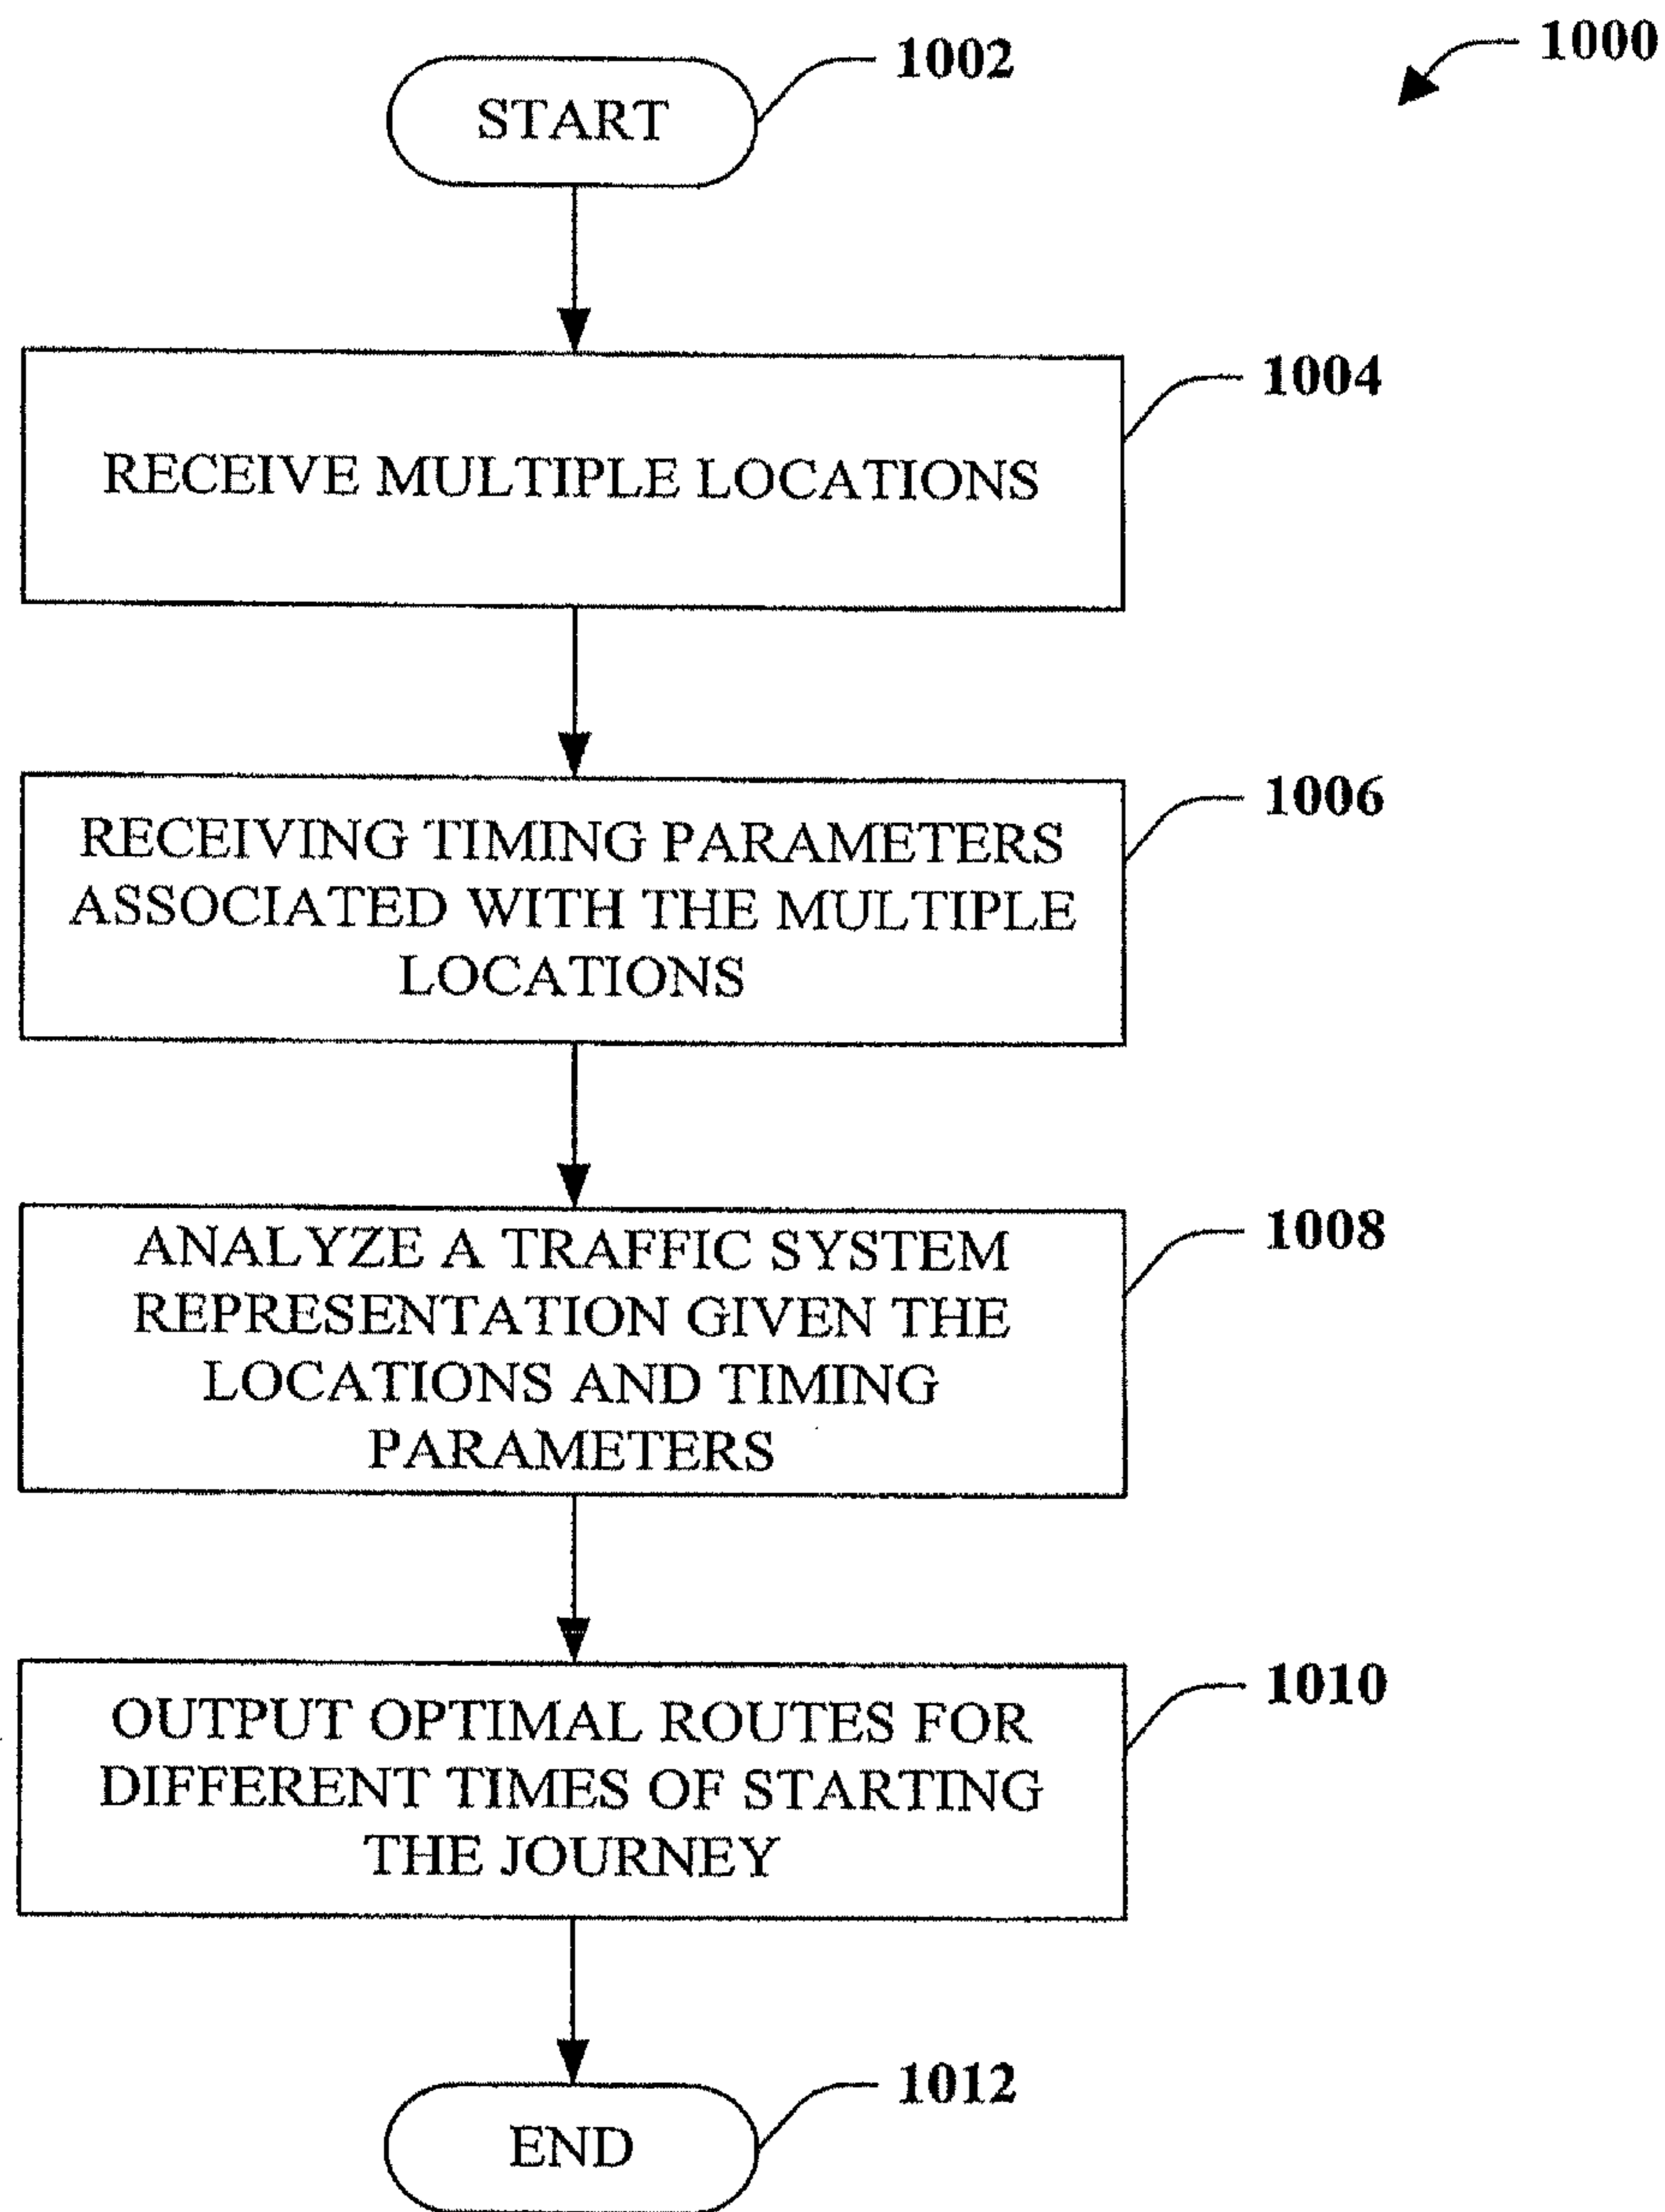 1000
START
1002
RECEIVE MULTIPLE LOCATIONS
1004
RECEIVING TIMING PARAMETERS
ASSOCIATED WITH THE MULTIPLE
LOCATIONS
1006
ANALYZE A TRAFFIC SYSTEM
REPRESENTATION GIVEN THE
LOCATIONS AND TIMING
PARAMETERS
1008
OUTPUT OPTIMAL ROUTES FOR
DIFFERENT TIMES OF STARTING
THE JOURNEY
1010
END
1012